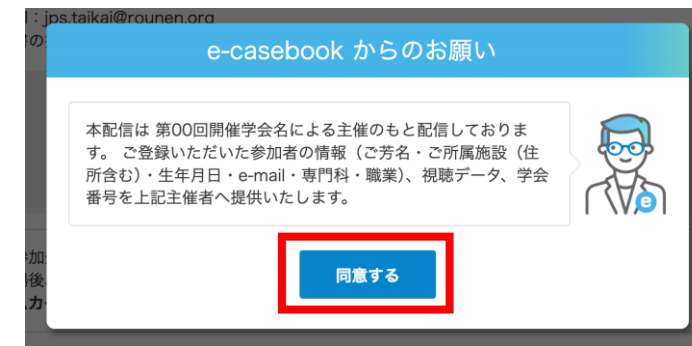 : jps.taikai@rounen.org
の
e-casebook からのお願い
本配信は 第00回開催学会名による主催のもと配信しておりま
す。 ご登録いただいた参加者の情報（ご芳名・ご所属施設（住
所含む）・生年月日・e-mail・専門科・職業）、視聴データ、学会
番号を上記主催者へ提供いたします。
e
同意する
参加
後
カ